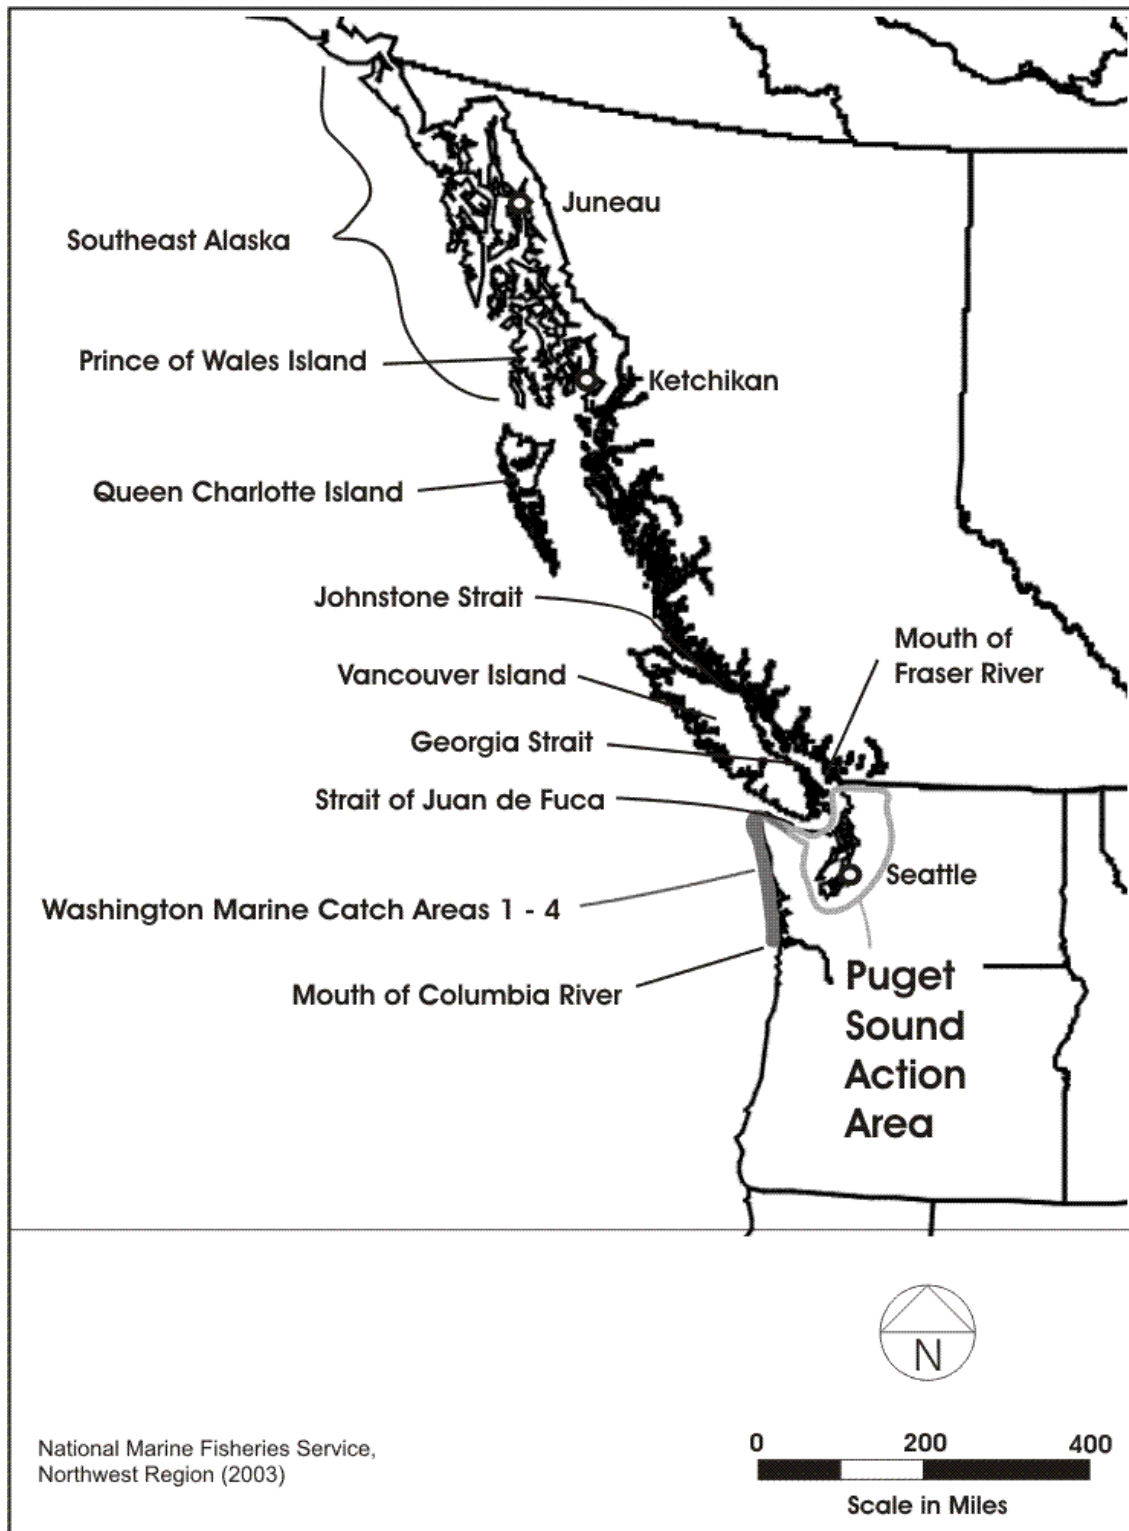 Juneau
Southeast Alaska
Prince of Wales Island
Ketchikan
Queen Charlotte Island
Johnstone Strait
Mouth of
Fraser River
Vancouver Island
Georgia Strait
Strait of Juan de Fuca
Seattle
Washington Marine Catch Areas 1 - 4
Mouth of Columbia River
Puget
Sound
Action
Area
N
National Marine Fisheries Service,
Northwest Region (2003)
0 200 400
Scale in Miles